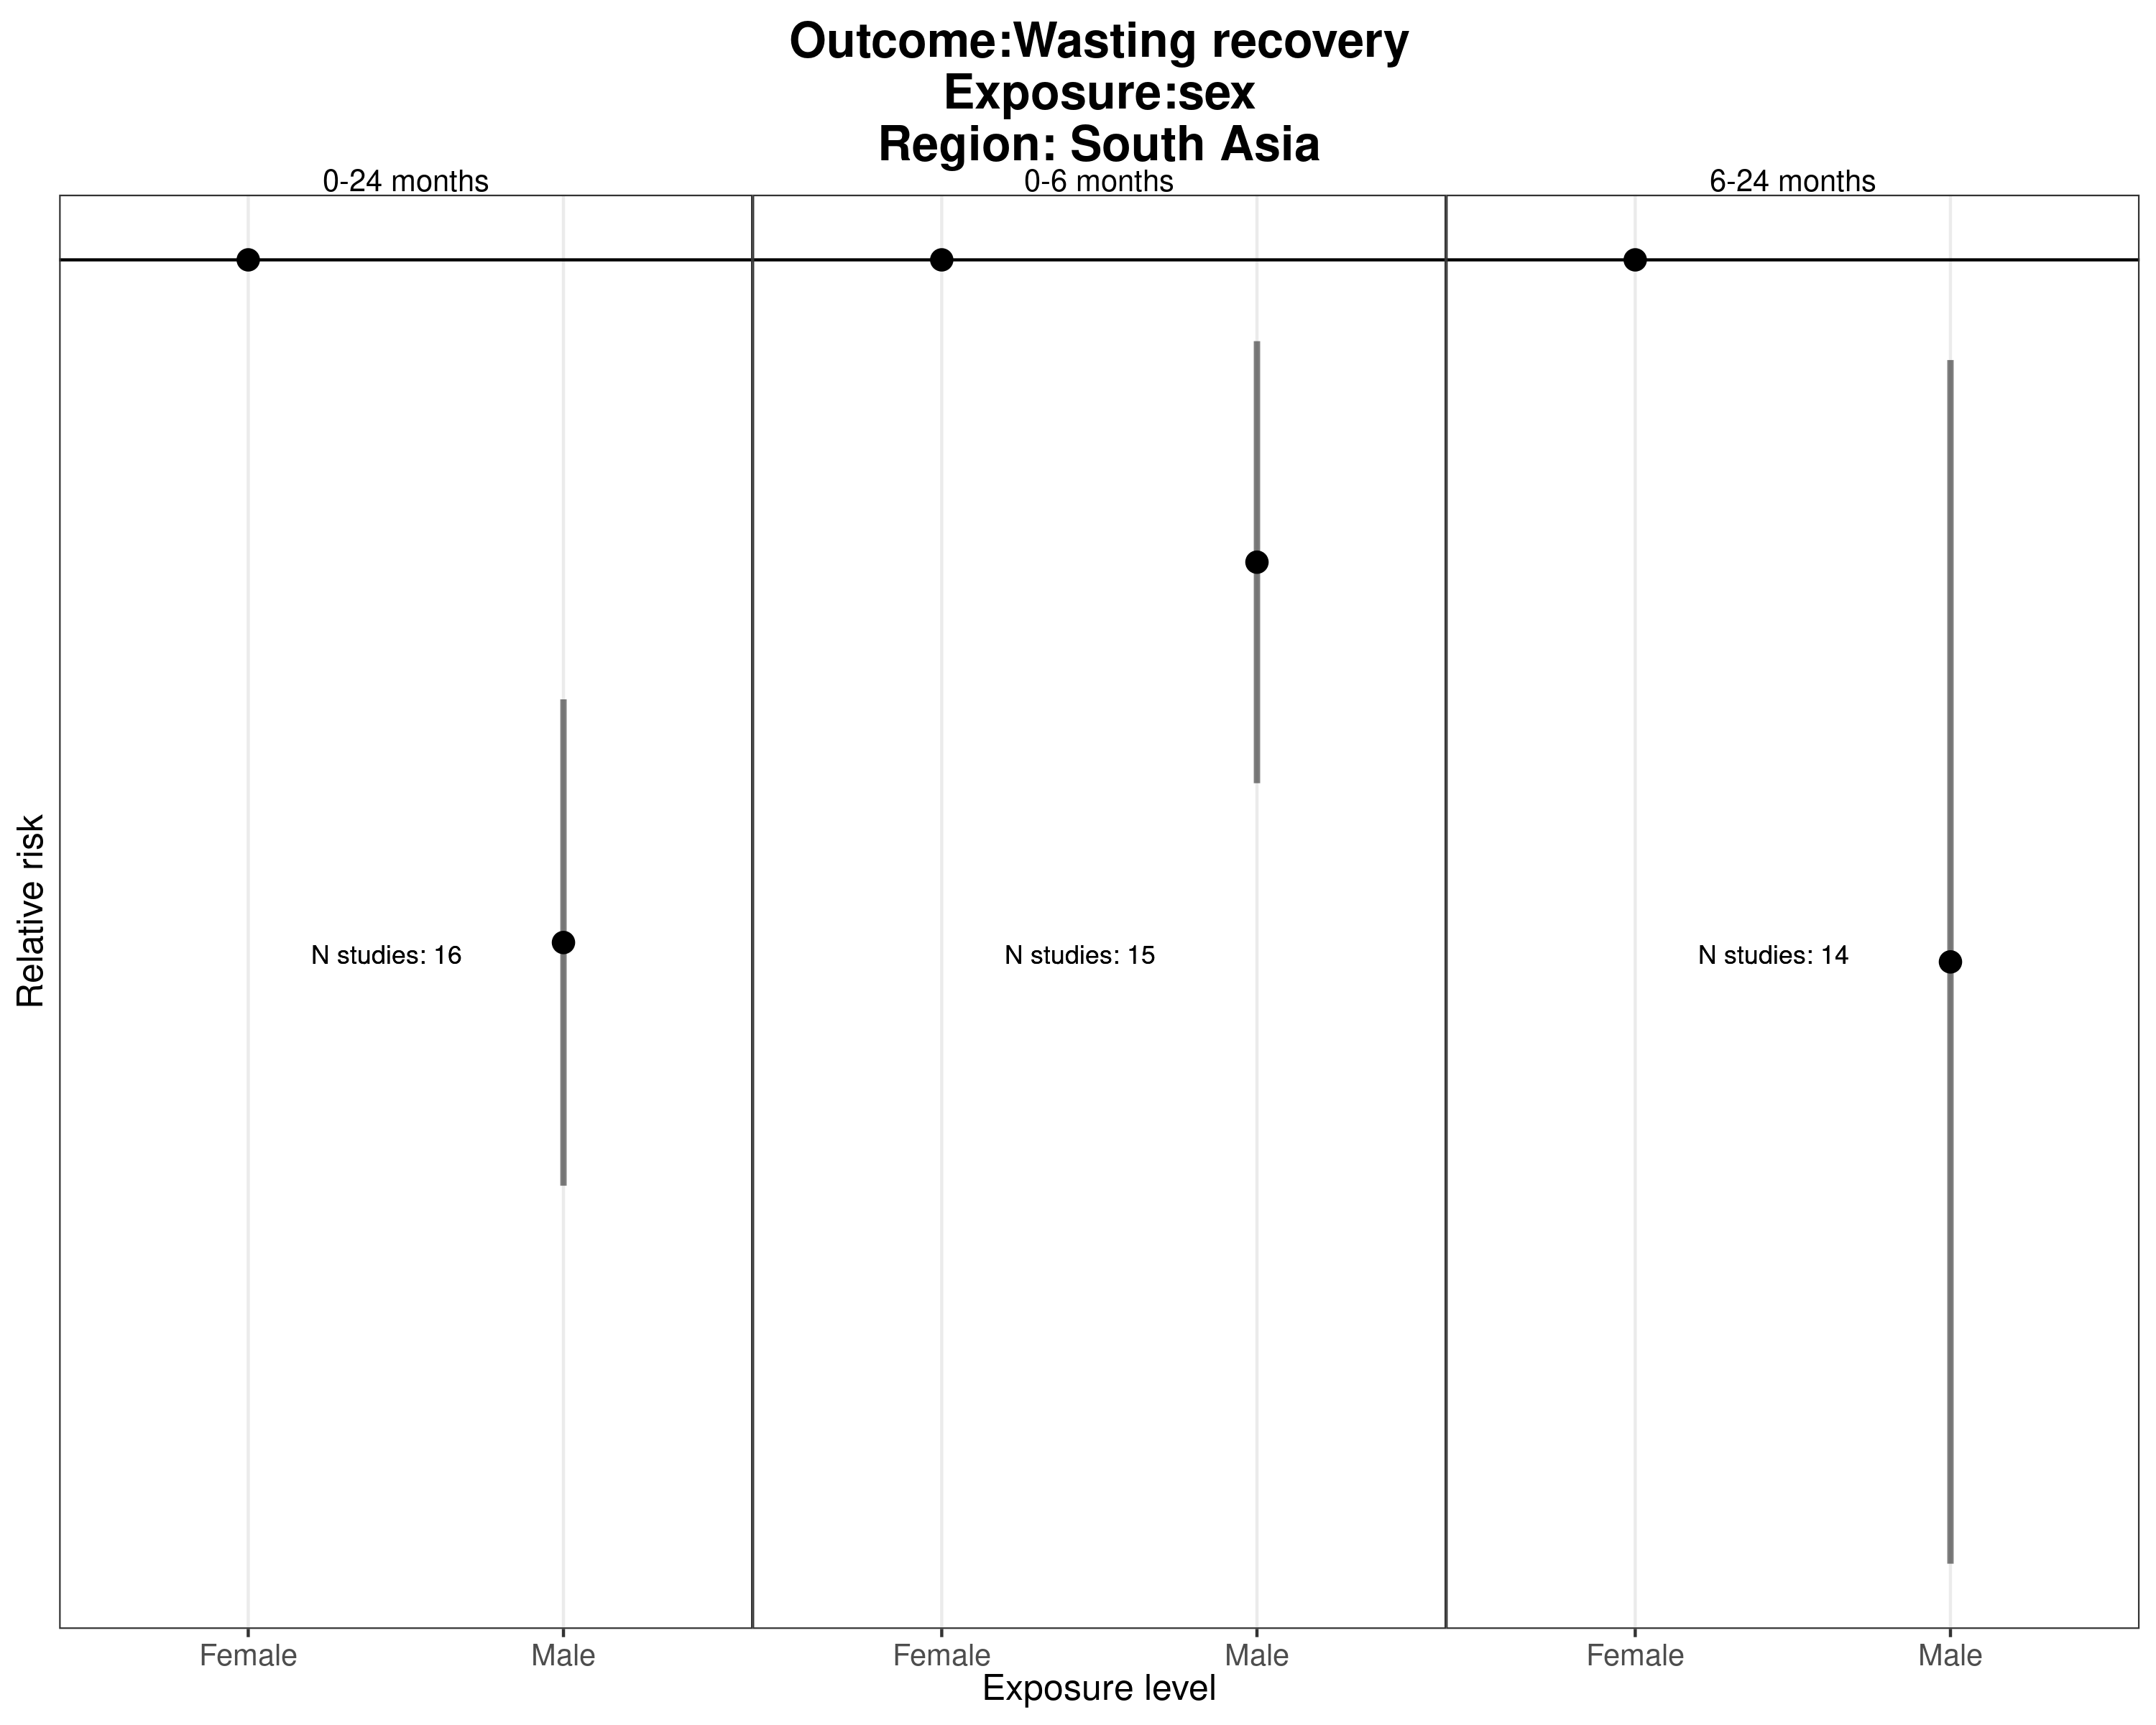 Outcome:Wasting recovery
Exposure:sex
Region: South Asia
0-24 months
0-6 months
6-24 months
Relative risk
N studies: 16
N studies: 15
N studies: 14
Female
Male
Female
Male
Female
Male
Exposure level